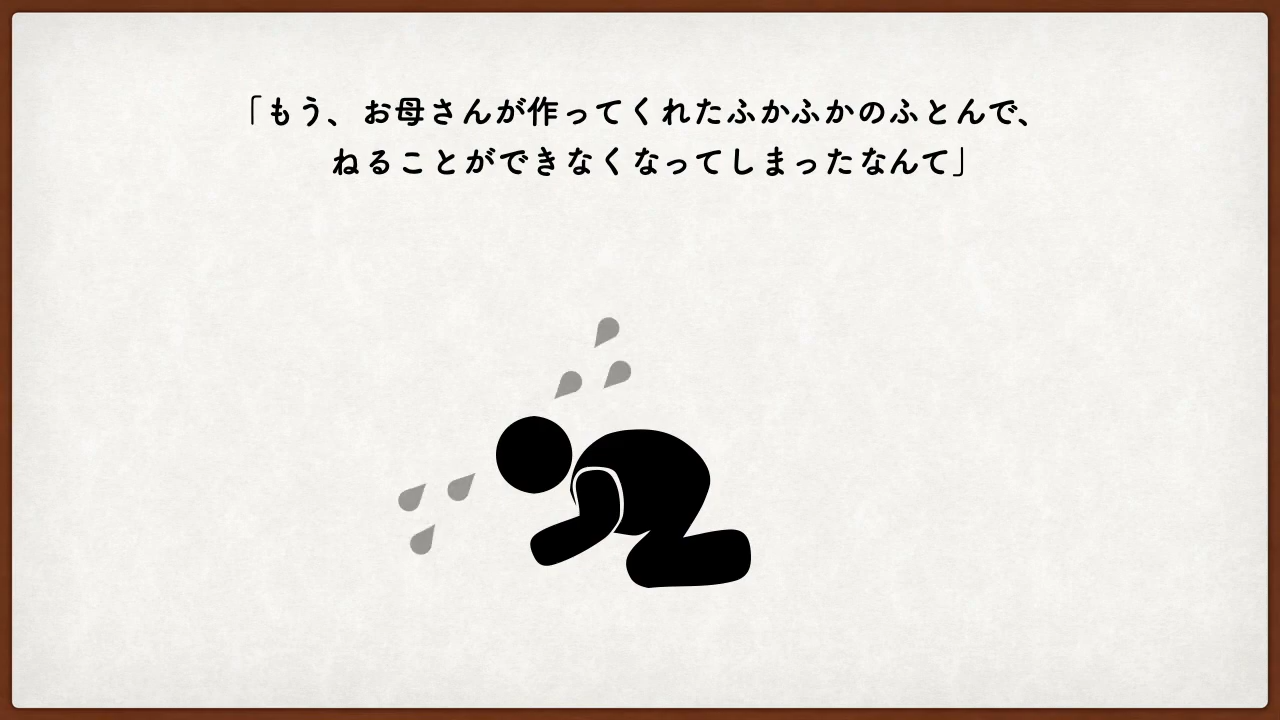 「もう、お母さんが作ってくれたふかふかのふとんで、
ねることができなくなってしまったなんて」